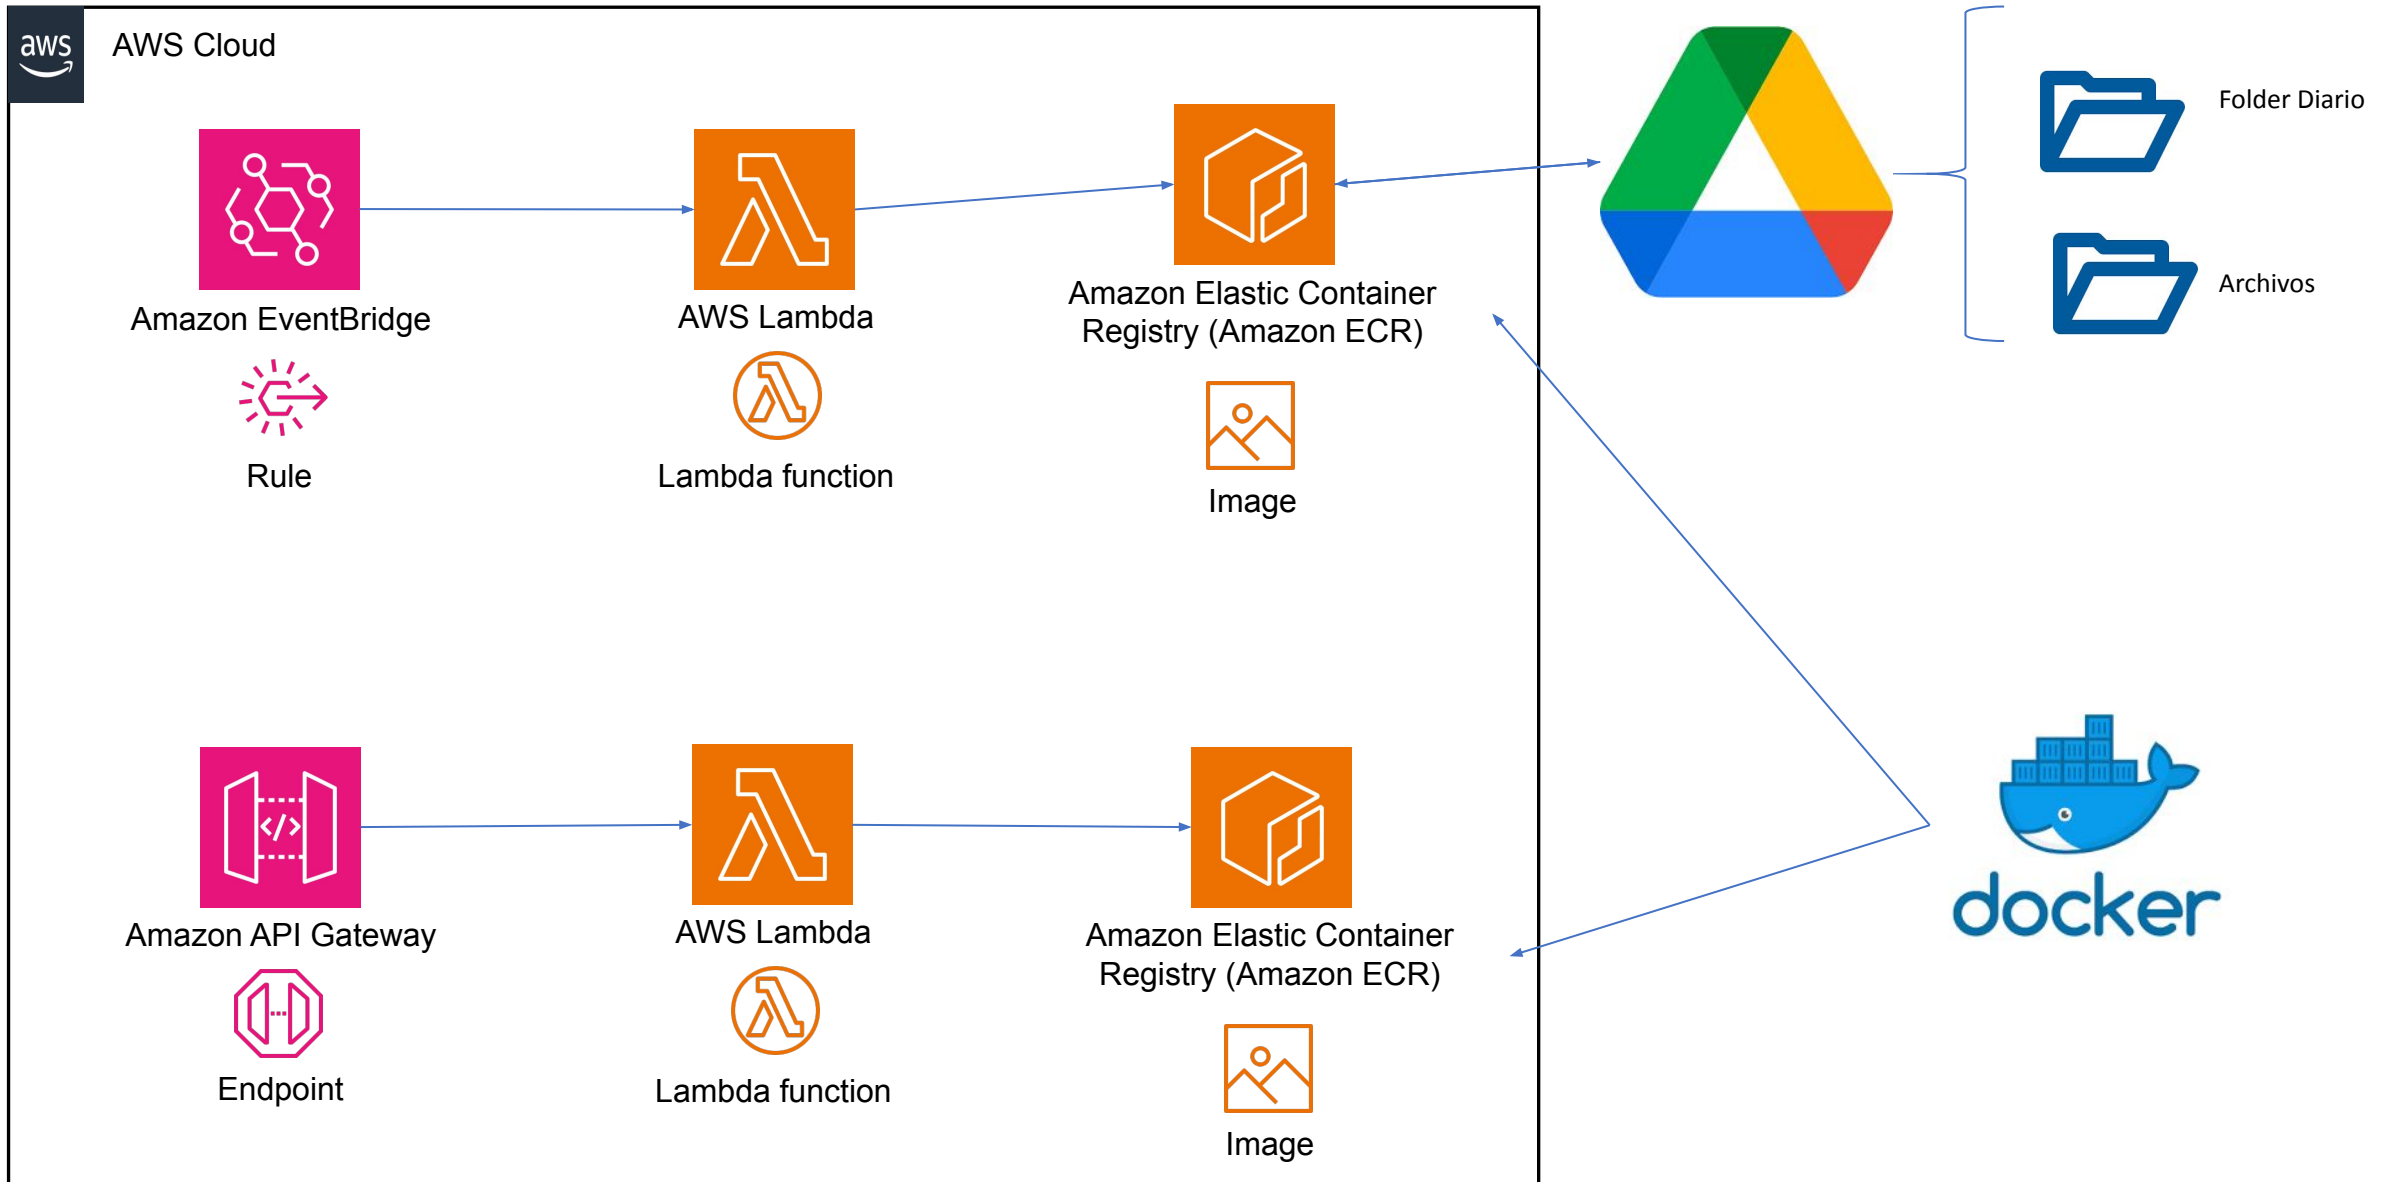 aws
AWS Cloud
Folder Diario
Archivos
Amazon EventBridge
AWS Lambda
Amazon Elastic Container
Registry (Amazon ECR)
Rule
Lambda function
Image
Amazon API Gateway
AWS Lambda
Amazon Elastic Container
Registry (Amazon ECR)
docker
Endpoint
Lambda function
Image